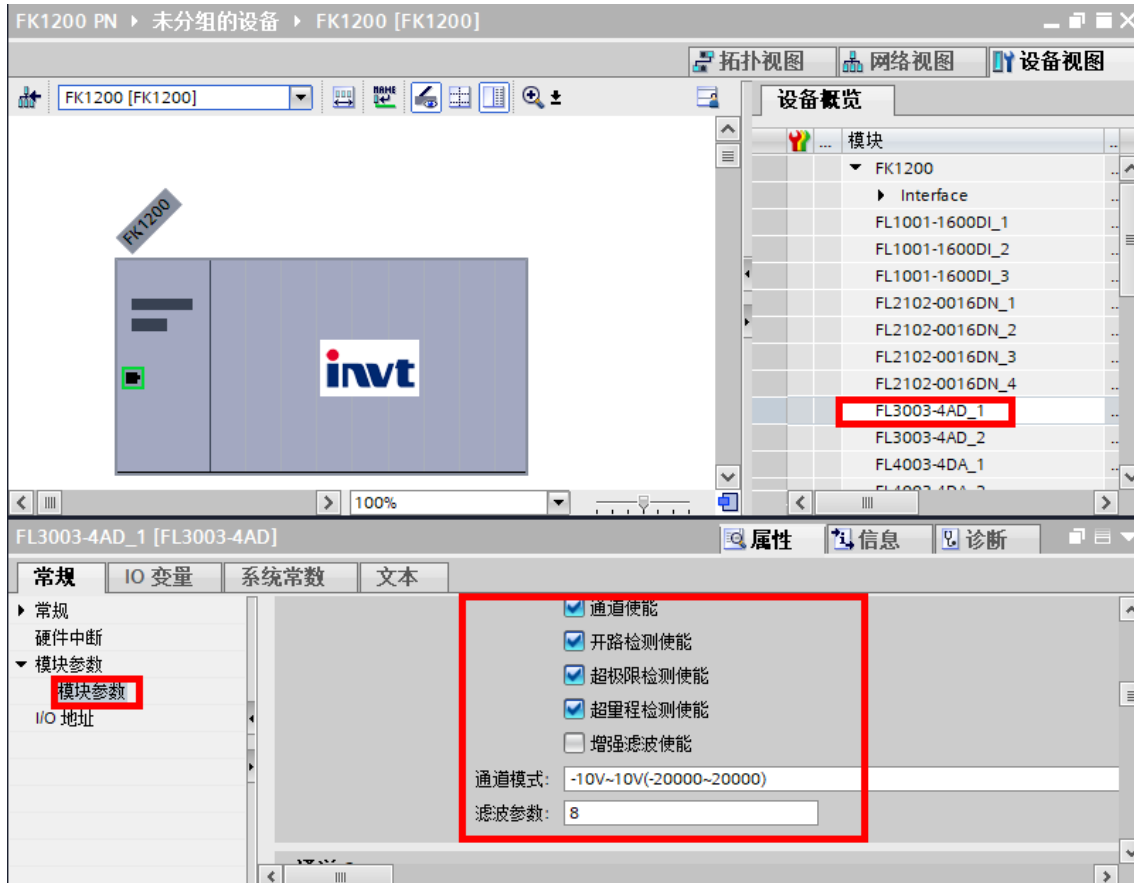 FK1200 PN ▸ 未分组的设备 ▸ FK1200 [FK1200]
拓扑视图 网络视图 设备视图
FK1200 [FK1200]
设备概览
... 模块 ..
FK1200
Interface
FL1001-1600DI_1
FL1001-1600DI_2
FL1001-1600DI_3
FL2102-0016DN_1
FL2102-0016DN_2
FL2102-0016DN_3
FL2102-0016DN_4
FL3003-4AD_1
FL3003-4AD_2
FL4003-4DA_1
FK1200
invt
100%
FL3003-4AD_1 [FL3003-4AD]
属性 信息 诊断
常规 IO 变量 系统常数 文本
常规
硬件中断
模块参数
模块参数
I/O 地址
通道使能
开路检测使能
超极限检测使能
超量程检测使能
增强滤波使能
通道模式: -10V~10V(-20000~20000)
滤波参数: 8